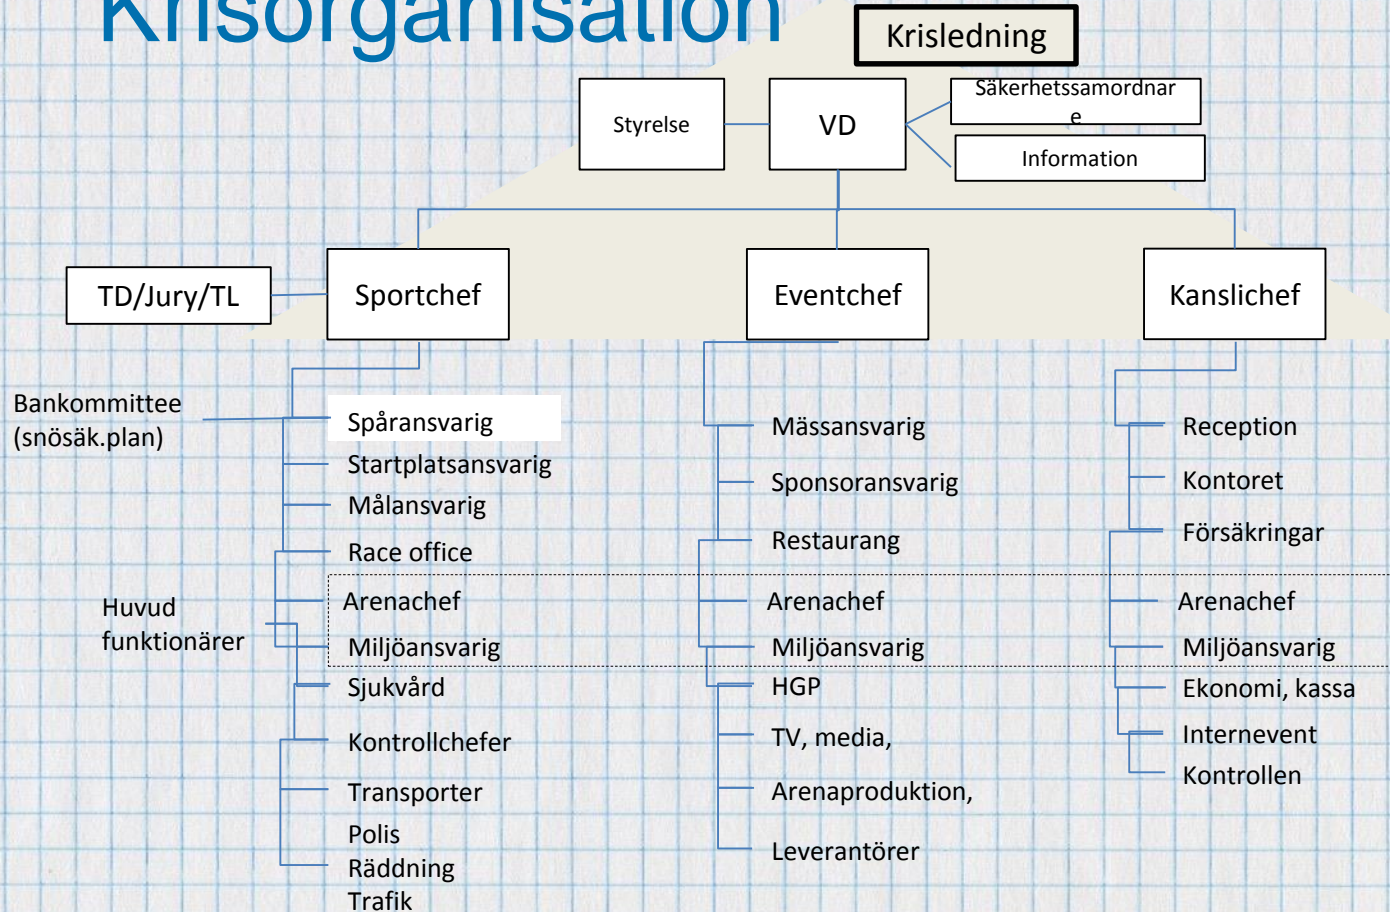 Krisorganisation
Krisledning
Styrelse
VD
Säkerhetssamordnar
e
Information
TD/Jury/TL
Sportchef
Eventchef
Kanslichef
Bankommittee
(snösäk.plan)
Spåransvarig
Startplatsansvarig
Målansvarig
Race office
Huvud
funktionärer
Arenachef
Miljöansvarig
Sjukvård
Kontrollchefer
Transporter
Polis
Räddning
Trafik
Mässansvarig
Sponsoransvarig
Restaurang
Arenachef
Miljöansvarig
HGP
TV, media,
Arenaproduktion,
Leverantörer
Reception
Kontoret
Försäkringar
Arenachef
Miljöansvarig
Ekonomi, kassa
Internevent
Kontrollen